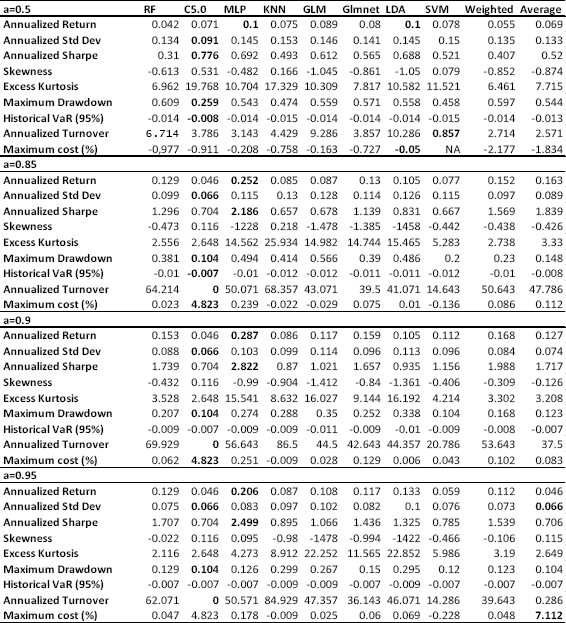 a=0.5 RF C5.0 MLP KNN GLM Glmnet LDA SVM Weighted Average
Annualized Return 0.042 0.071 0.1 0.075 0.089 0.08 0.1 0.078 0.055 0.069
Annualized Std Dev 0.134 0.091 0.145 0.153 0.146 0.141 0.145 0.15 0.135 0.133
Annualized Sharpe 0.31 0.776 0.692 0.493 0.612 0.565 0.688 0.521 0.407 0.52
Skewness -0.613 0.531 -0.482 0.166 -1.045 -0.861 -1.05 0.079 -0.852 -0.874
Excess Kurtosis 6.962 19.768 10.704 17.329 10.309 7.817 10.582 11.521 6.461 7.715
Maximum Drawdown 0.609 0.259 0.543 0.474 0.559 0.571 0.558 0.458 0.597 0.544
Historical VaR (95%) -0.014 -0.008 -0.014 -0.015 -0.014 -0.014 -0.014 -0.015 -0.014 -0.013
Annualized Turnover 6.714 3.786 3.143 4.429 9.286 3.857 10.286 0.857 2.714 2.571
Maximum cost (%) -0,977 -0.911 -0.208 -0.758 -0.163 -0.727 -0.05 NA -2.177 -1.834
a=0.85
Annualized Return 0.129 0.046 0.252 0.085 0.087 0.13 0.105 0.077 0.152 0.163
Annualized Std Dev 0.099 0.066 0.115 0.13 0.128 0.114 0.126 0.115 0.097 0.089
Annualized Sharpe 1.296 0.704 2.186 0.657 0.678 1.139 0.831 0.667 1.569 1.839
Skewness -0.473 0.116 -1228 0.218 -1.478 -1.385 -1458 -0.442 -0.438 -0.426
Excess Kurtosis 2.556 2.648 14.562 25.934 14.982 14.744 15.465 5.283 2.738 3.33
Maximum Drawdown 0.381 0.104 0.494 0.414 0.566 0.39 0.486 0.2 0.23 0.148
Historical VaR (95%) -0.01 -0.007 -0.01 -0.012 -0.012 -0.011 -0.011 -0.012 -0.01 -0.008
Annualized Turnover 64.214 0 50.071 68.357 43.071 39.5 41.071 14.643 50.643 47.786
Maximum cost (%) 0.023 4.823 0.239 -0.022 -0.029 0.075 0.01 -0.136 0.086 0.112
a=0.9
Annualized Return 0.153 0.046 0.287 0.086 0.117 0.159 0.105 0.112 0.168 0.127
Annualized Std Dev 0.088 0.066 0.103 0.099 0.114 0.096 0.113 0.096 0.084 0.074
Annualized Sharpe 1.739 0.704 2.822 0.87 1.021 1.657 0.935 1.156 1.988 1.717
Skewness -0.432 0.116 -0.99 -0.904 -1.412 -0.84 -1.361 -0.406 -0.309 -0.126
Excess Kurtosis 3.528 2.648 15.541 8.632 16.027 9.144 16.192 4.214 3.302 3.208
Maximum Drawdown 0.207 0.104 0.274 0.288 0.35 0.252 0.338 0.104 0.168 0.123
Historical VaR (95%) -0.009 -0.007 -0.009 -0.009 -0.011 -0.009 -0.01 -0.009 -0.008 -0.007
Annualized Turnover 69.929 0 56.643 86.5 44.5 42.643 44.357 20.786 53.643 37.5
Maximum cost (%) 0.062 4.823 0.251 -0.009 0.028 0.129 0.006 0.043 0.102 0.083
a=0.95
Annualized Return 0.129 0.046 0.206 0.087 0.108 0.117 0.133 0.059 0.112 0.046
Annualized Std Dev 0.075 0.066 0.083 0.097 0.102 0.082 0.1 0.076 0.073 0.066
Annualized Sharpe 1.707 0.704 2.499 0.895 1.066 1.436 1.325 0.785 1.539 0.706
Skewness -0.022 0.116 0.095 -0.98 -1478 -0.994 -1422 -0.466 -0.106 0.115
Excess Kurtosis 2.116 2.648 4.273 8.912 22.252 11.565 22.852 5.986 3.19 2.649
Maximum Drawdown 0.129 0.104 0.126 0.299 0.267 0.15 0.295 0.12 0.123 0.104
Historical VaR (95%) -0.007 -0.007 -0.007 -0.009 -0.009 -0.007 -0.009 -0.007 -0.007 -0.007
Annualized Turnover 62.071 0 50.571 84.929 47.357 36.143 46.071 14.286 39.643 0.286
Maximum cost (%) 0.047 4.823 0.178 -0.009 0.025 0.06 0.069 -0.228 0.048 7.112